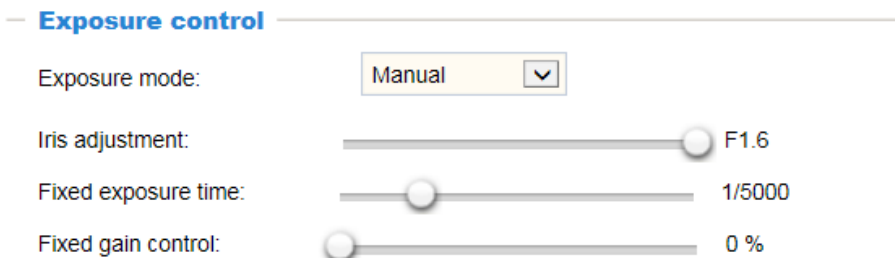 Exposure control
Exposure mode: Manual
Iris adjustment: F1.6
Fixed exposure time: 1/5000
Fixed gain control: 0 %